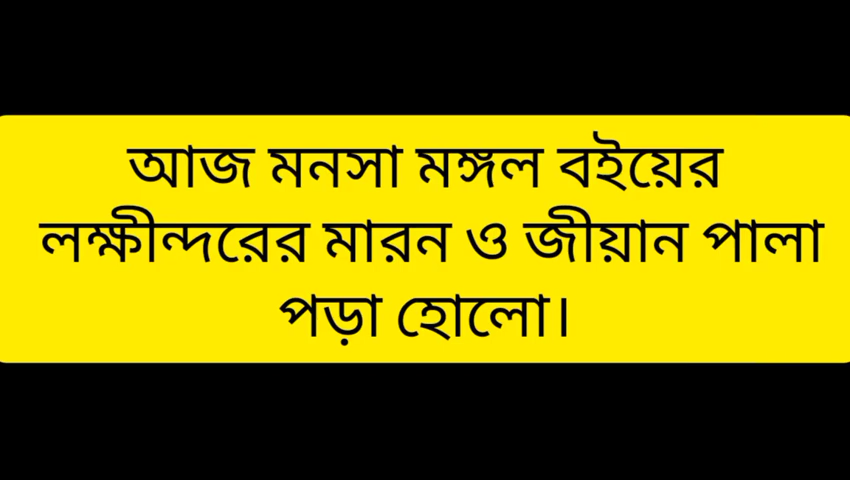 আজ মনসা মঙ্গল বইয়ের
লক্ষীন্দরের মারন ও জীয়ান পালা
পড়া হোলো।